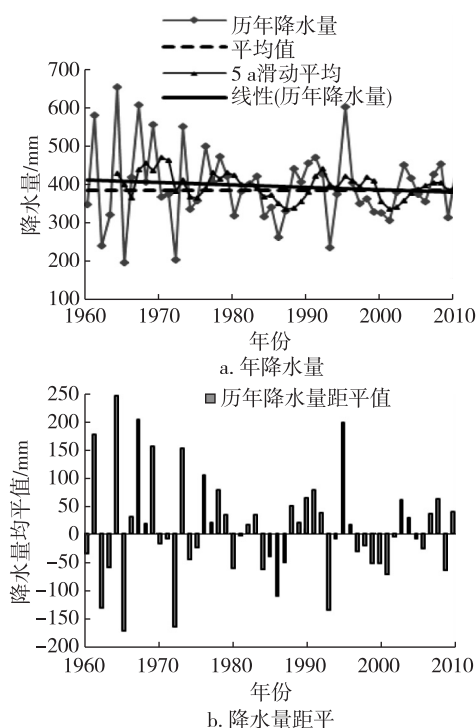 历年降水量
平均值
5 a滑动平均
线性(历年降水量)
降水量/mm
700
600
500
400
300
200
100
1960 1970 1980 1990 2000 2010
年份
a. 年降水量
历年降水量距平值
降水量均平值/mm
250
200
150
100
50
0
-50
-100
-150
-200
1960 1970 1980 1990 2000 2010
年份
b. 降水量距平